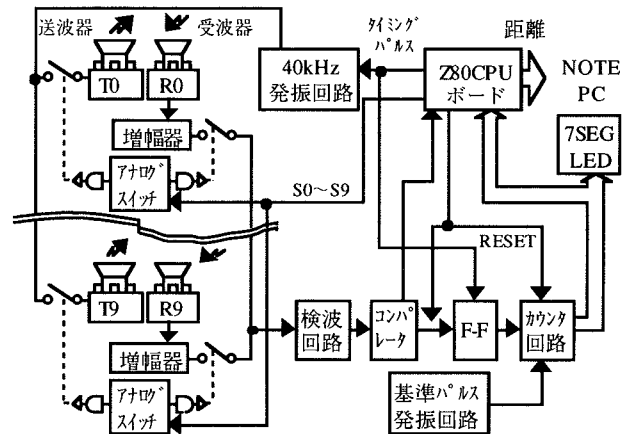 送波器
受波器
T0
R0
増幅器
アナログ
スイッチ
40kHz
発振回路
タイミング
パルス
Z80CPU
ボード
距離
NOTE
PC
7SEG
LED
S0～S9
RESET
T9
R9
増幅器
アナログ
スイッチ
検波
回路
コンパ
レータ
F-F
カウンタ
回路
基準パルス
発振回路